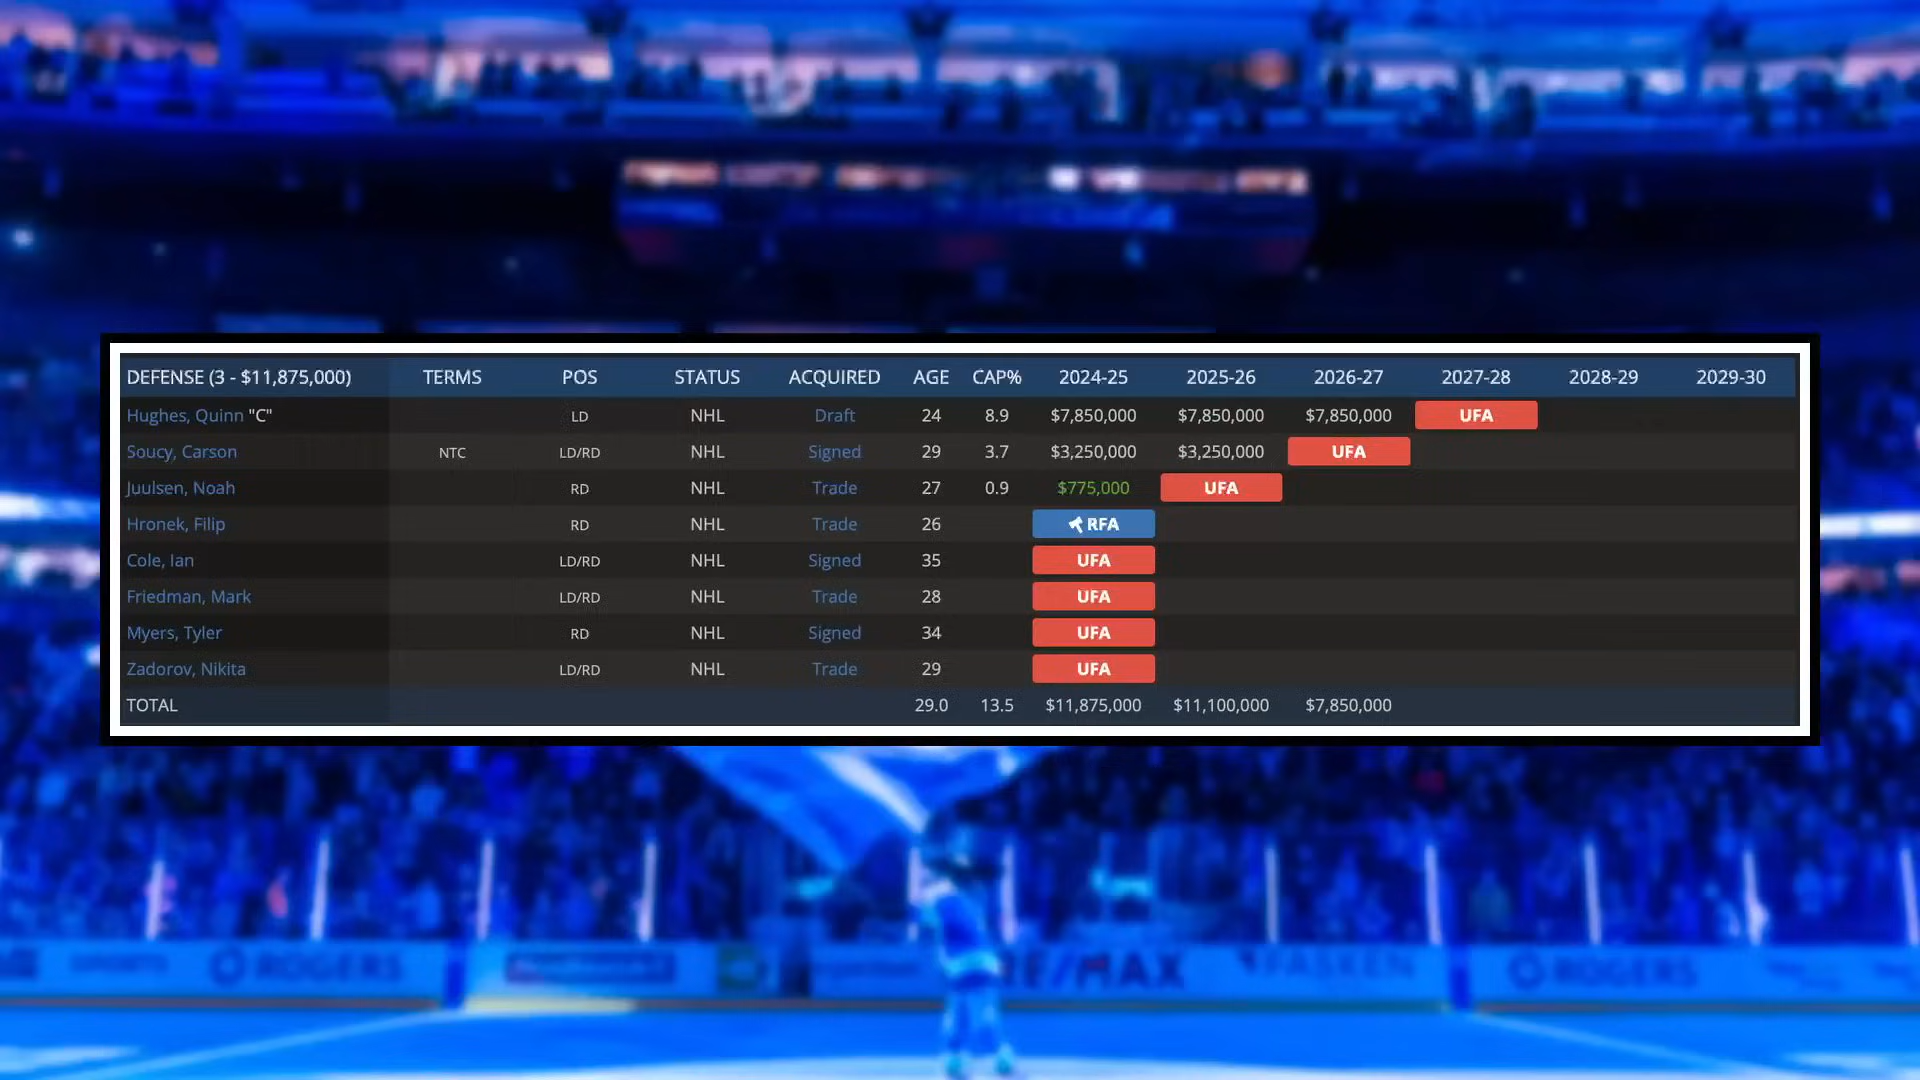 DEFENSE (3 - $11,875,000) TERMS POS STATUS ACQUIRED AGE CAP% 2024-25 2025-26 2026-27 2027-28 2028-29 2029-30
Hughes, Quinn "C" LD NHL Draft 24 8.9 $7,850,000 $7,850,000 $7,850,000 UFA
Soucy, Carson NTC LD/RD NHL Signed 29 3.7 $3,250,000 $3,250,000 UFA
Juulsen, Noah RD NHL Trade 27 0.9 $775,000 UFA
Hronek, Filip RD NHL Trade 26 RFA
Cole, Ian LD/RD NHL Signed 35 UFA
Friedman, Mark LD/RD NHL Trade 28 UFA
Myers, Tyler RD NHL Signed 34 UFA
Zadorov, Nikita LD/RD NHL Trade 29 UFA
TOTAL 29.0 13.5 $11,875,000 $11,100,000 $7,850,000
ROGERS RE/MAX FASKEN ROGERS